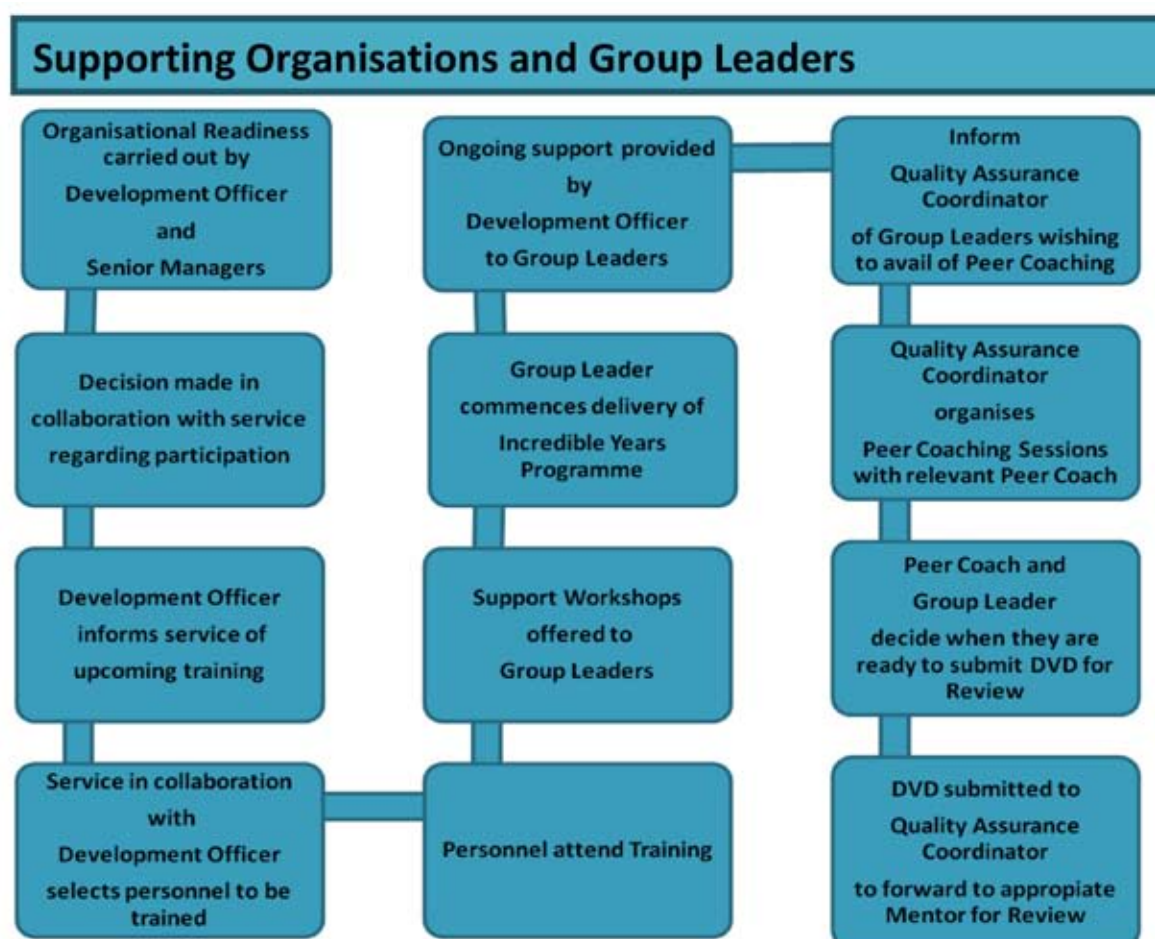 Supporting Organisations and Group Leaders
Organisational Readiness
carried out by
Development Officer
and
Senior Managers
Decision made in
collaboration with service
regarding participation
Development Officer
informs service of
upcoming training
Service in collaboration
with
Development Officer
selects personnel to be
trained
Personnel attend Training
Support Workshops
offered to
Group Leaders
Group Leader
commences delivery of
Incredible Years
Programme
Ongoing support provided
by
Development Officer
to Group Leaders
Inform
Quality Assurance
Coordinator
of Group Leaders wishing
to avail of Peer Coaching
Quality Assurance
Coordinator
organises
Peer Coaching Sessions
with relevant Peer Coach
Peer Coach and
Group Leader
decide when they are
ready to submit DVD for
Review
DVD submitted to
Quality Assurance
Coordinator
to forward to appropiate
Mentor for Review